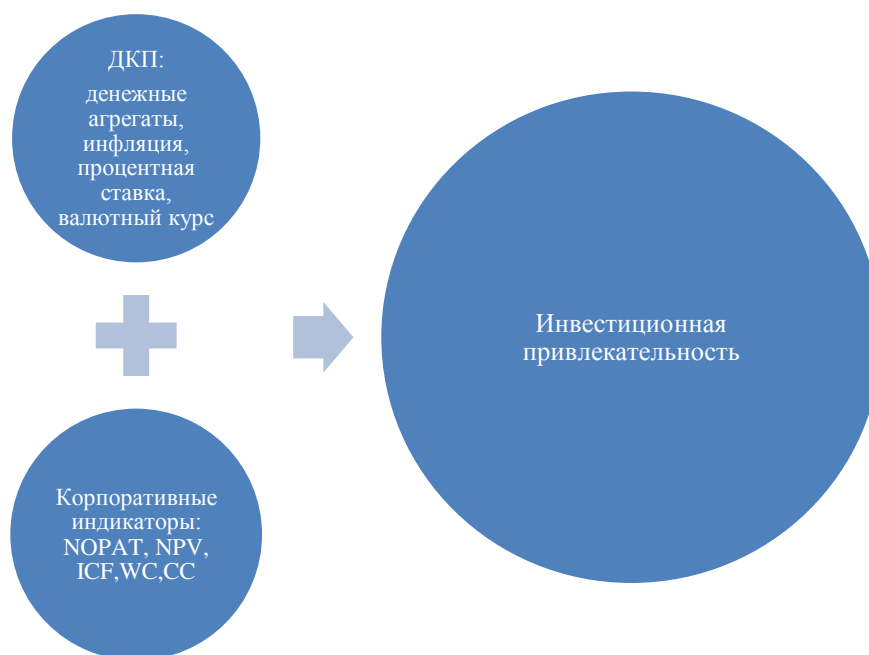 ДКП:
денежные
агрегаты,
инфляция,
процентная
ставка,
валютный курс
Инвестиционная
привлекательность
Корпоративные
индикаторы:
NOPAT, NPV,
ICF,WC,CC